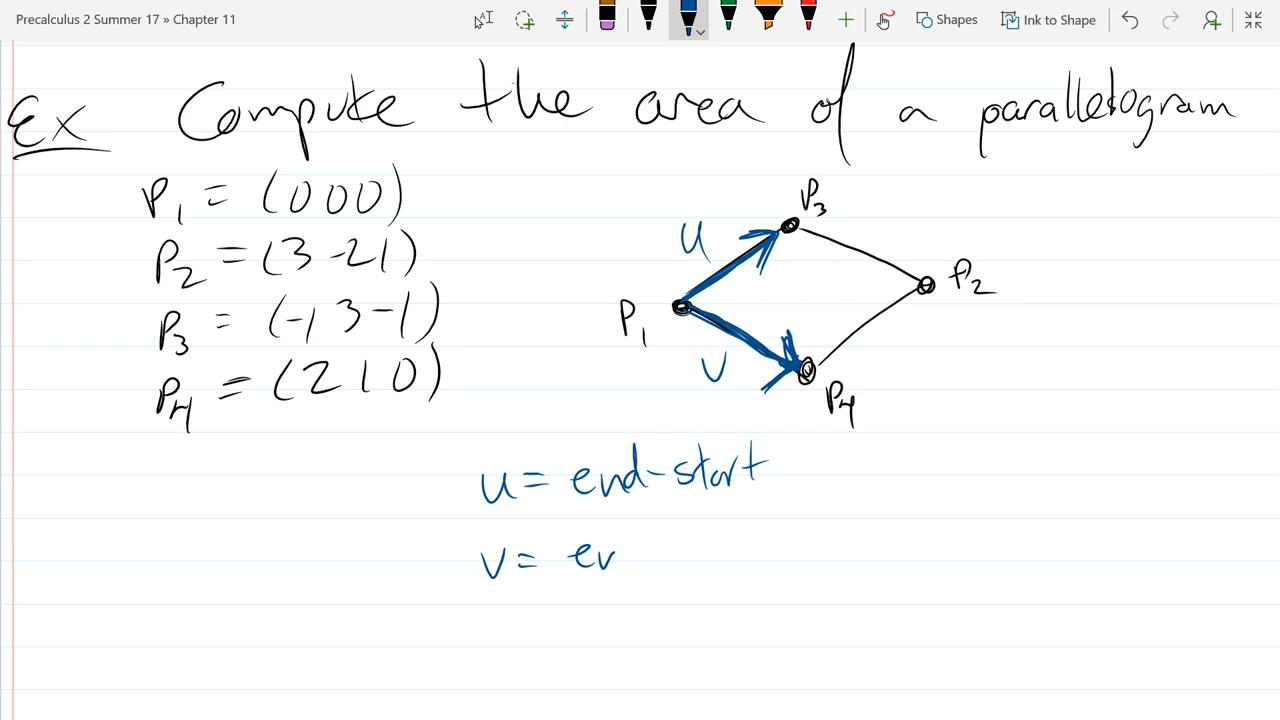 Precalculus 2 Summer 17 » Chapter 11
Shapes
Ink to Shape
Ex Compute the area of a parallelogram
P1 = (0 0 0)
P2 = (3 -2 1)
P3 = (-1 3 -1)
P4 = (2 1 0)
P3
u
P2
P1
v
P4
u = end-start
v = ev